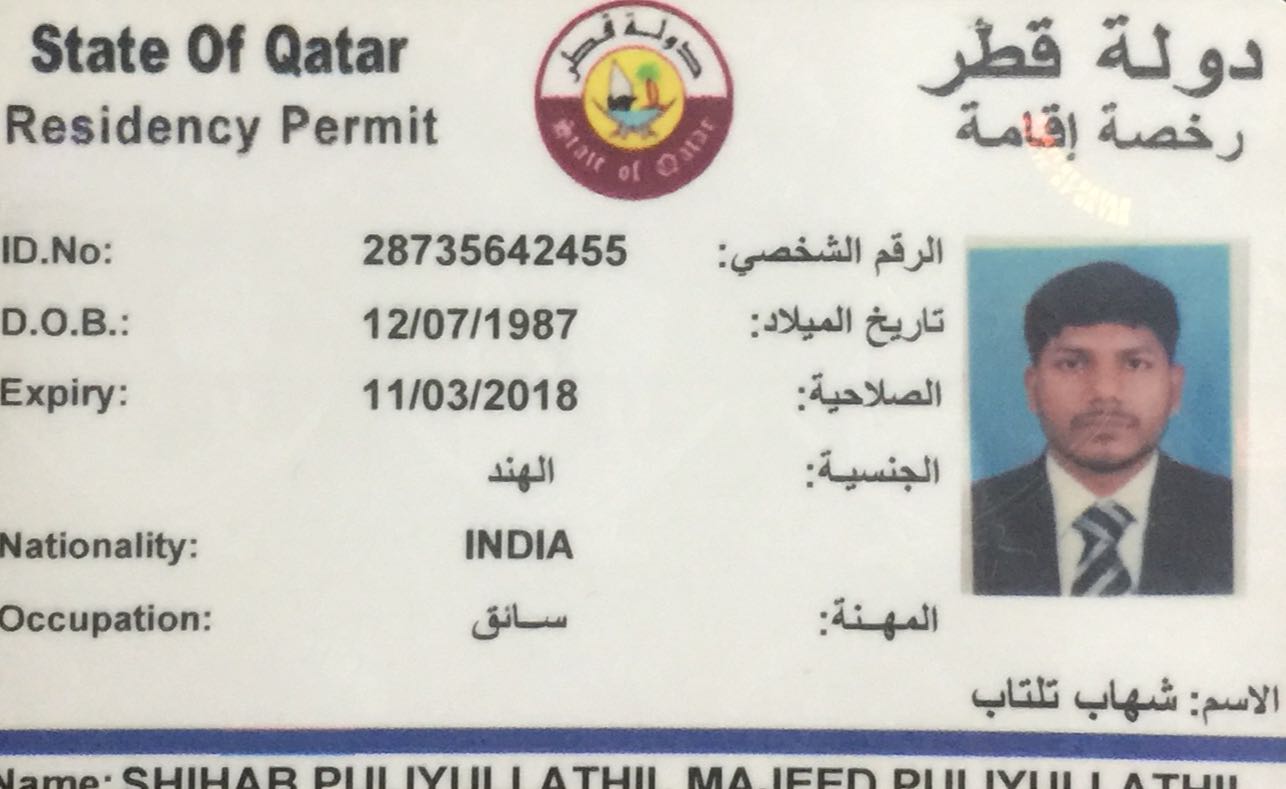 State Of Qatar
دولة قطر
Residency Permit
رخصة إقامة
دولة قطر
State of Qatar
ID.No: 28735642455 الرقم الشخصي:
D.O.B.: 12/07/1987 تاريخ الميلاد:
Expiry: 11/03/2018 الصلاحية:
الجنسية: الهند
Nationality: INDIA
Occupation: سائق المهنة:
الاسم: شهاب تلتاب
Name: SHIHAB PULIYULLATHIL MAJEED PULIYULLATHIL